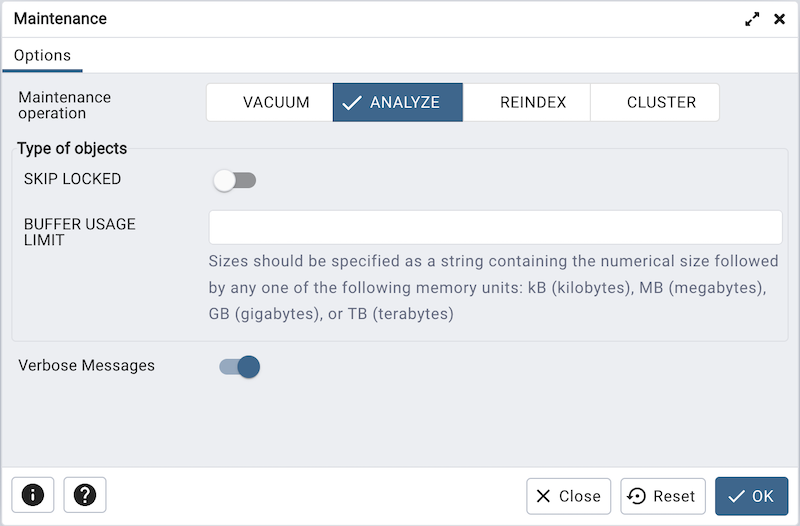 Maintenance
Options
Maintenance
operation
VACUUM
ANALYZE
REINDEX
CLUSTER
Type of objects
SKIP LOCKED
BUFFER USAGE
LIMIT
Sizes should be specified as a string containing the numerical size followed
by any one of the following memory units: kB (kilobytes), MB (megabytes),
GB (gigabytes), or TB (terabytes)
Verbose Messages
Close
Reset
OK